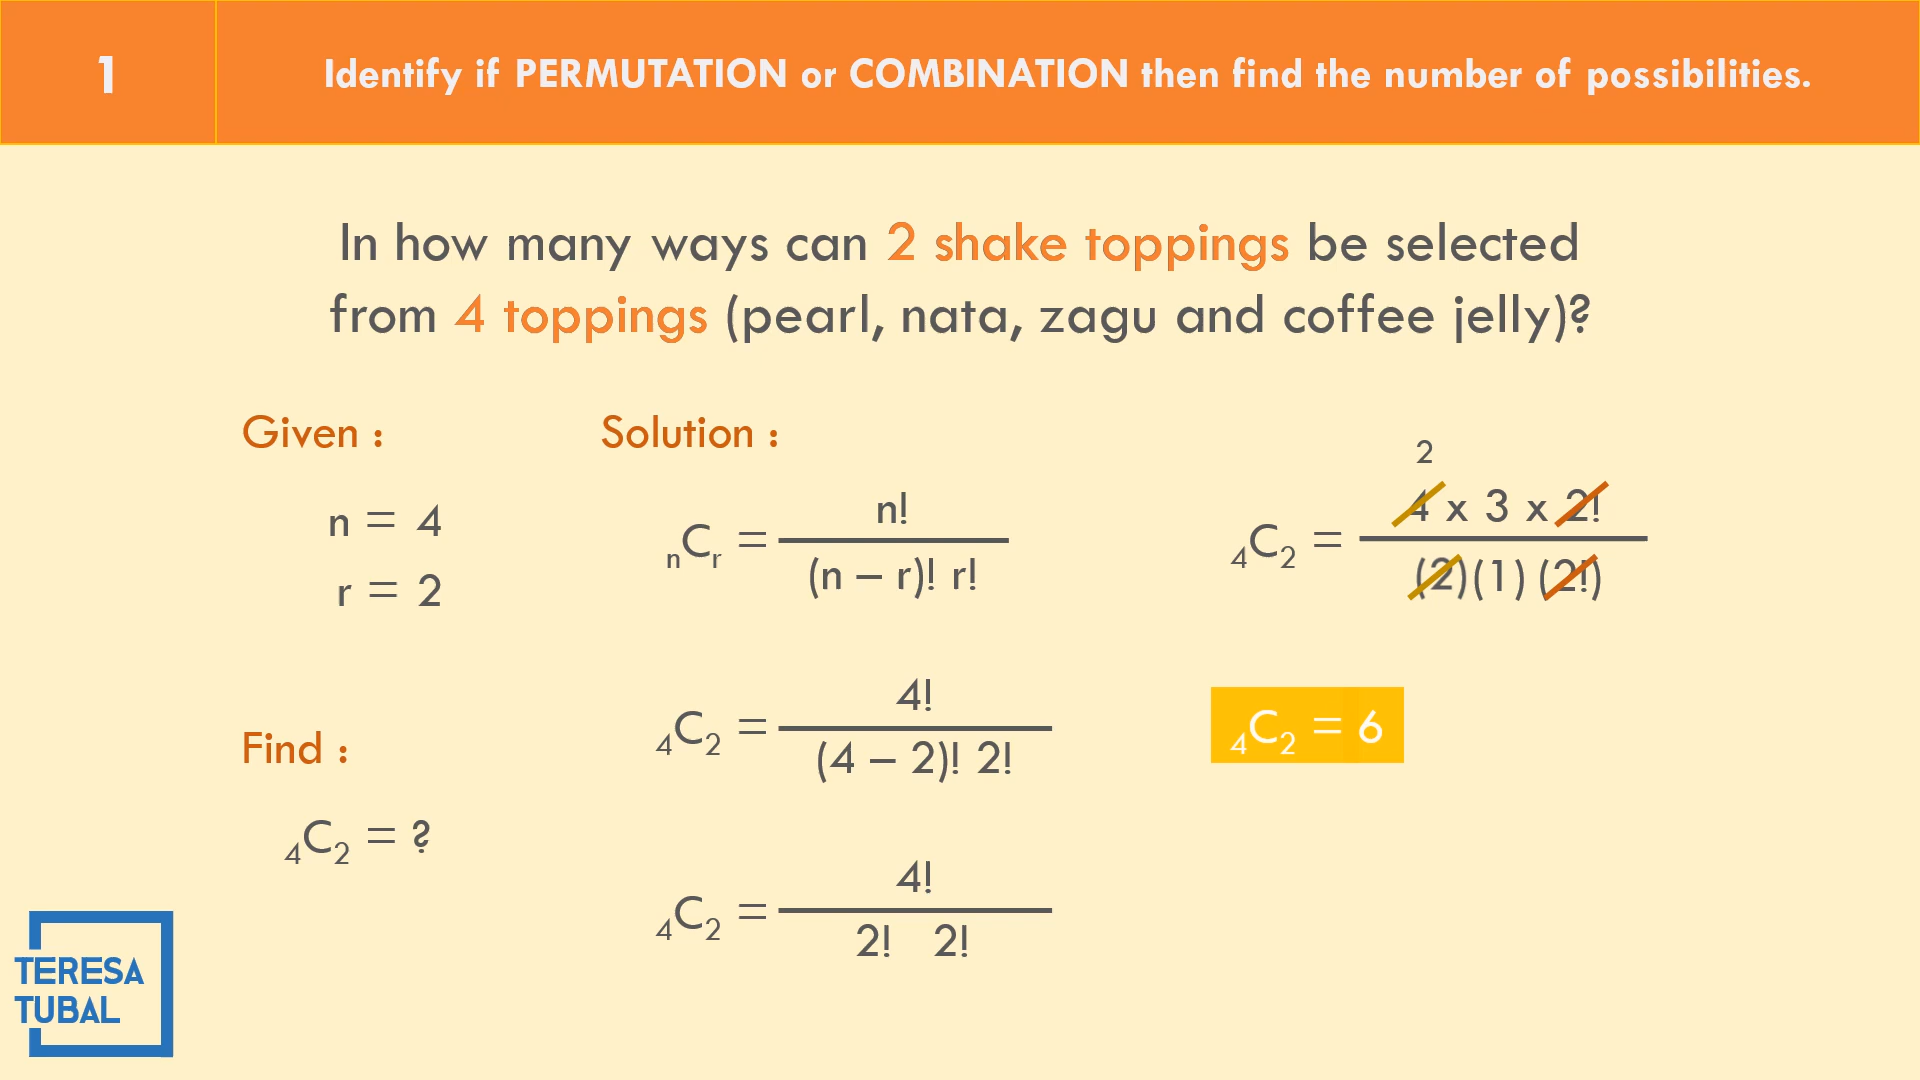 1
Identify if PERMUTATION or COMBINATION then find the number of possibilities.
In how many ways can 2 shake toppings be selected
from 4 toppings (pearl, nata, zagu and coffee jelly)?
Given :
n = 4
r = 2
Find :
₄C₂ = ?
Solution :
n!
ₙCᵣ =
(n – r)! r!
4!
₄C₂ =
(4 – 2)! 2!
4!
₄C₂ =
2! 2!
2
4 x 3 x 2!
₄C₂ =
(2)(1) (2!)
₄C₂ = 6
TERESA
TUBAL